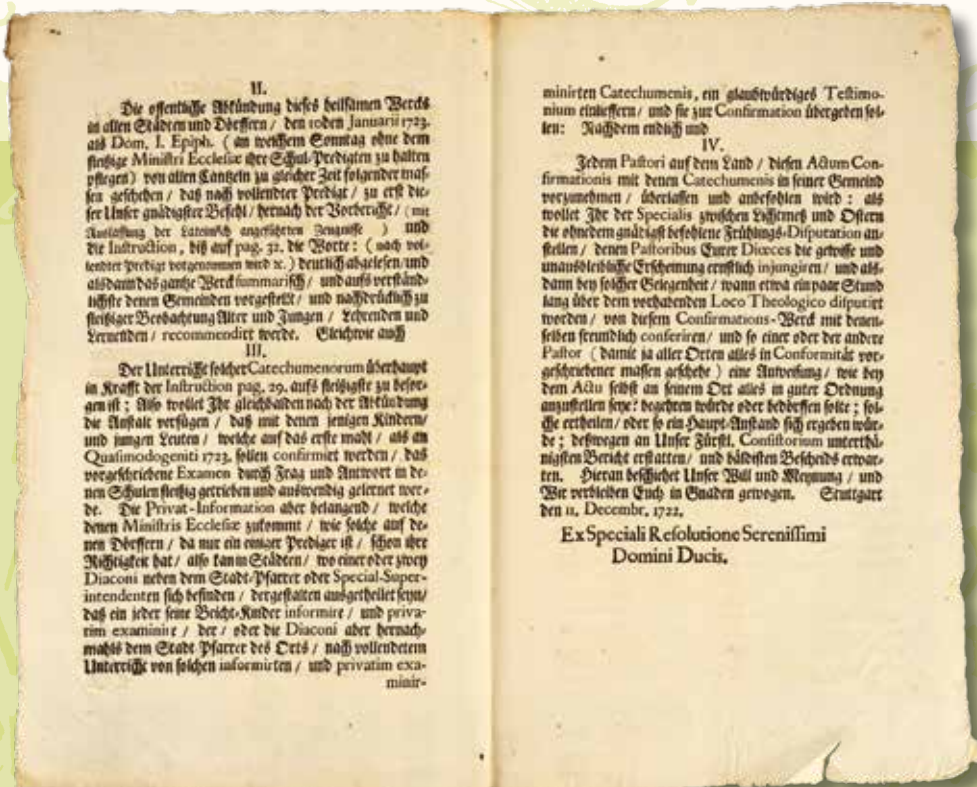 II.
Die offentliche Abkündung dieses heilsamen Wercks
in allen Städten und Dörffern / den 10den Januarii 1723.
als Dom. I. Epiph. ( an welchem Sonntag ohne dem
fleißige Ministri Ecclesiæ ihre Schul-Predigten zu halten
pflegen ) von allen Cantzeln zu gleicher Zeit folgender mas-
sen geschehen / daß nach vollendter Predigt / zu erst die-
ser Unser gnädigster Befehl / hernach der Vorbericht / ( mit
Auslassung der Lateinisch angeführten Zeugnisse ) und
die Instruction, biß auf pag. 32. die Worte: ( nach vol-
lendter Predigt vorgenommen wird ꝛc. ) deutlich abgelesen / und
alsdann das gantze Werck summarisch / und aufs verständ-
lichste denen Gemeinden vorgestellt / und nachdrücklich zu
fleißiger Beobachtung Alter und Jungen / Lehrenden und
Lernenden / recommendirt werde. Gleichwie auch
III.
Der Unterricht solcher Catechumenorum überhaupt
in Krafft der Instruction pag. 29. aufs fleißigste zu besor-
gen ist ; Also wollet Ihr gleichbalden nach der Abkündung
die Anstalt verfügen / daß mit denen jenigen Kindern /
und jungen Leuten / welche auf das erste mahl / als an
Quasimodogeniti 1723. sollen confirmirt werden / das
vorgeschriebene Examen durch Frag und Antwort in de-
nen Schulen fleißig getrieben und auswendig gelernet wer-
de. Die Privat-Information aber belangend / welche
denen Ministris Ecclesiæ zukommt / wie solche auf de-
nen Dörffern / da nur ein einiger Prediger ist / schon ihre
Richtigkeit hat / also kan in Städten / wo einer oder zwey
Diaconi neben dem Stadt-Pfarrer oder Special-Super-
intendenten sich befinden / dergestalten ausgetheilet seyn /
daß ein jeder seine Beicht-Kinder informire / und priva-
tim examinire / der / oder die Diaconi aber hernach-
mahls dem Stadt Pfarrer des Orts / nach vollendetem
Unterricht von solchen informirten / und privatim exa-
minir-
minirten Catechumenis, ein glaubwürdiges Testimo-
nium einlieffern / und sie zur Confirmation übergeben sol-
len: Nachdem endlich und
IV.
Jedem Pastori auf dem Land / diesen Actum Con-
firmationis mit denen Catechumenis in seiner Gemeind
vorzunehmen / überlassen und anbefohlen wird : als
wollet Ihr der Specialis zwischen Lichtmeß und Ostern
die ohnedem gnädigst befohlene Frühlings-Disputation an-
stellen / denen Pastoribus Eurer Diœces die gewisse und
unausbleibliche Erscheinung ernstlich injungiren / und als-
dann bey solcher Gelegenheit / wann etwa ein paar Stund
lang über dem vorhabenden Loco Theologico disputirt
worden / von diesem Confirmations-Werck mit denen-
selben freundlich conferiren / und so einer oder der andere
Pastor ( damit ja aller Orten alles in Conformität vor-
geschriebener massen geschehe ) eine Anweisung / wie bey
dem Actu selbst an seinem Ort alles in guter Ordnung
anzustellen seye? begehren würde oder bedörffen solte ; sol-
che ertheilen / oder so ein Haupt-Anstand sich ergeben wür-
de ; deßwegen an Unser Fürstl. Consistorium unterthä-
nigsten Bericht erstatten / und bäldisten Bescheids erwar-
ten. Hieran beschiehet Unser Will und Meynung / und
Wir verbleiben Euch in Gnaden gewogen. Stuttgart
den 11. Decembr. 1722.
Ex Speciali Resolutione Serenissimi
Domini Ducis.